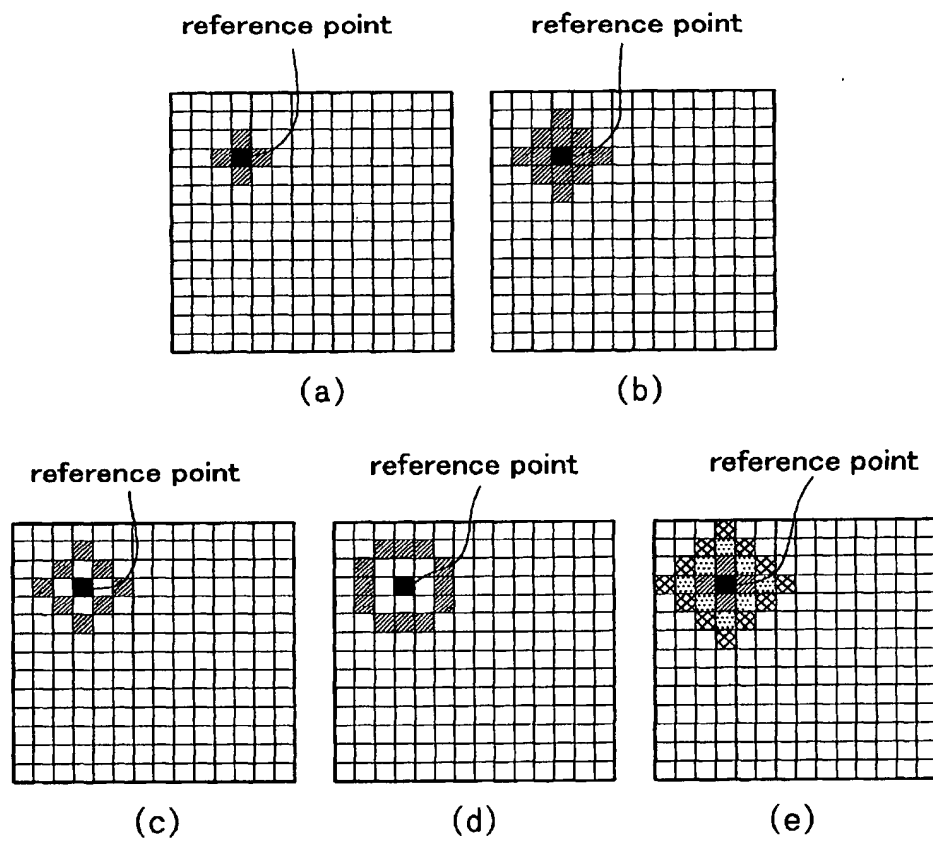 reference point
reference point
(a)
(b)
reference point
reference point
reference point
(c)
(d)
(e)